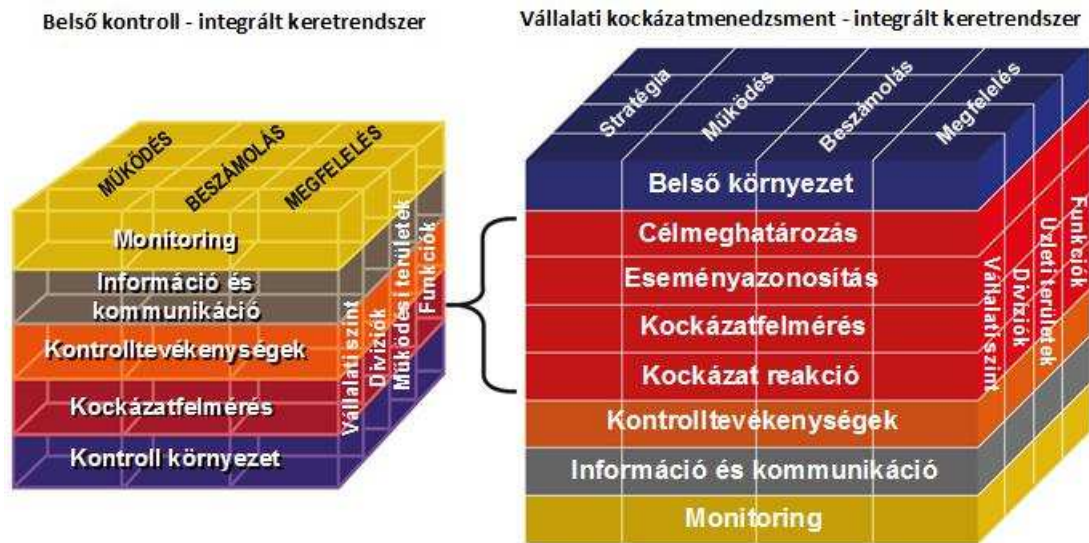 Belső kontroll - integrált keretrendszer
MŰKÖDÉS
BESZÁMOLÁS
MEGFELELÉS
Monitoring
Információ és
kommunikáció
Kontrolltevékenységek
Kockázatfelmérés
Kontroll környezet
Vállalati szint
Divíziók
Működési területek
Funkciók
Vállalati kockázatmenedzsment - integrált keretrendszer
Stratégia
Működés
Beszámolás
Megfelelés
Belső környezet
Célmeghatározás
Eseményazonosítás
Kockázatfelmérés
Kockázat reakció
Kontrolltevékenységek
Információ és kommunikáció
Monitoring
Vállalati szint
Divíziók
Üzleti területek
Funkciók